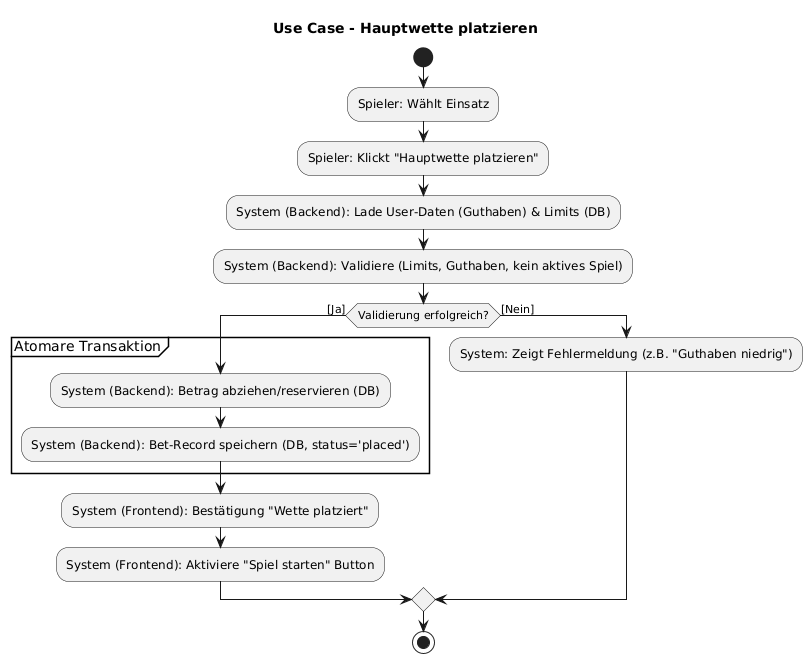 Use Case - Hauptwette platzieren
Spieler: Wählt Einsatz
Spieler: Klickt "Hauptwette platzieren"
System (Backend): Lade User-Daten (Guthaben) & Limits (DB)
System (Backend): Validiere (Limits, Guthaben, kein aktives Spiel)
[Ja]
Validierung erfolgreich?
[Nein]
Atomare Transaktion
System (Backend): Betrag abziehen/reservieren (DB)
System (Backend): Bet-Record speichern (DB, status='placed')
System (Frontend): Bestätigung "Wette platziert"
System (Frontend): Aktiviere "Spiel starten" Button
System: Zeigt Fehlermeldung (z.B. "Guthaben niedrig")